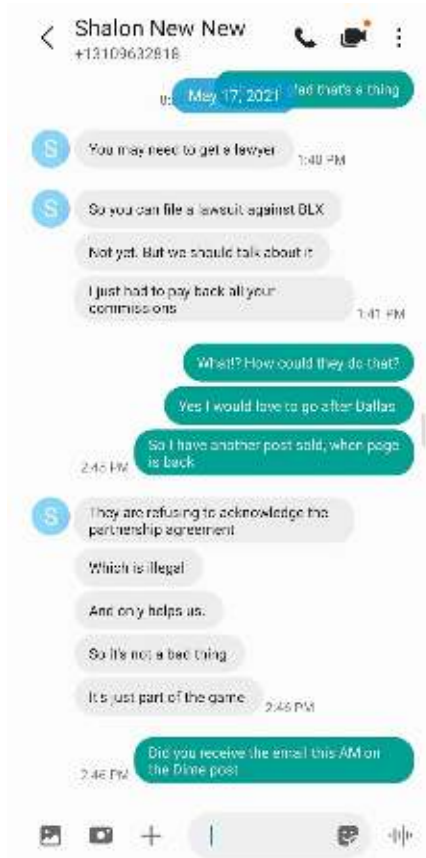 Shalon New New
+13109632818
May 17, 2021
that's a thing
You may need to get a lawyer
1:40 PM
So you can file a lawsuit against BLX
Not yet. But we should talk about it
I just had to pay back all your
commissions
1:41 PM
What!? How could they do that?
Yes I would love to go after Dallas
So I have another post sold, when page
is back
2:45 PM
They are refusing to acknowledge the
partnership agreement
Which is illegal
And only helps us.
So it's not a bad thing
It's just part of the game
2:46 PM
Did you receive the email this AM on
the Dime post
2:46 PM